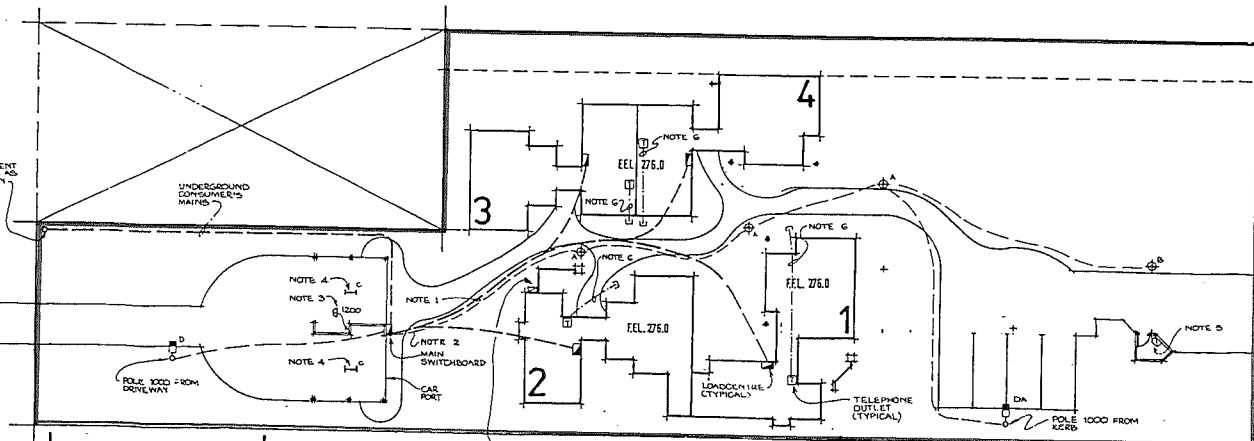 4
NOTE 6
F.F.L. 276.0
UNDERGROUND
CONSUMER'S
MAINS
NOTE 6
3
A
A
B
NOTE 6
A
NOTE 6
F.F.L. 276.0
NOTE 4
C
NOTE 1
NOTE 3
1200
F.F.L. 276.0
1
NOTE 5
D
NOTE 2
MAIN
SWITCHBOARD
NOTE 4
C
2
CAR
PORT
POLE 1000 FROM
DRIVEWAY
LOADCENTRE
(TYPICAL)
TELEPHONE
OUTLET
(TYPICAL)
DA
POLE 1000 FROM
KERB
T
T
T
T